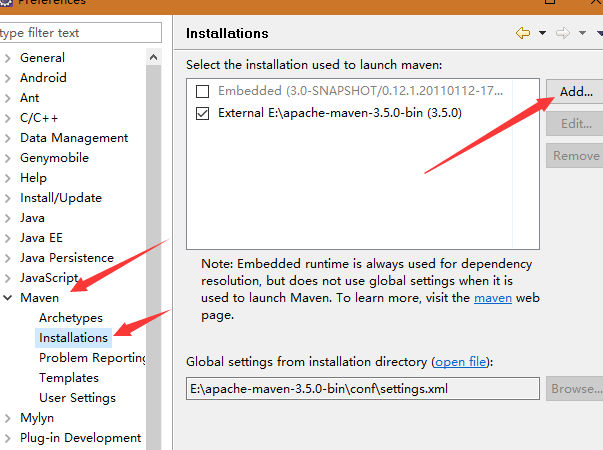 Preferences
type filter text
General
Android
Ant
C/C++
Data Management
Genymobile
Help
Install/Update
Java
Java EE
Java Persistence
JavaScript
Maven
Archetypes
Installations
Problem Reporting
Templates
User Settings
Mylyn
Plug-in Development
Installations
Select the installation used to launch maven:
Embedded (3.0-SNAPSHOT/0.12.1.20110112-17...
External E:\apache-maven-3.5.0-bin (3.5.0)
Add...
Edit...
Remove
Note: Embedded runtime is always used for dependency
resolution, but does not use global settings when it is
used to launch Maven. To learn more, visit the maven web
page.
Global settings from installation directory (open file):
E:\apache-maven-3.5.0-bin\conf\settings.xml
Browse...